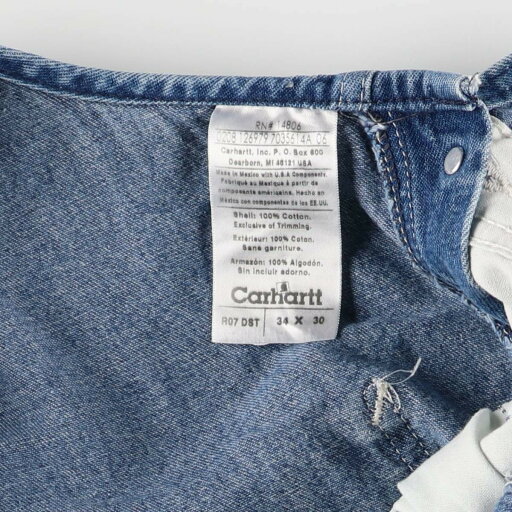 RN# 14806
Carhartt, Inc. P. O. Box 600
Dearborn, MI 48121 USA
Made in Mexico with U.S.A Components.
Fabriqué au Mexique à partir de
composants américains. Hecho en
México con componentes de los EE.UU.
Shell: 100% Cotton.
Exclusive of Trimming.
Extérieur: 100% Coton.
Sans garniture.
Armazón: 100% Algodón.
Sin incluir adorno.
Carhartt
R07 DST 34 X 30